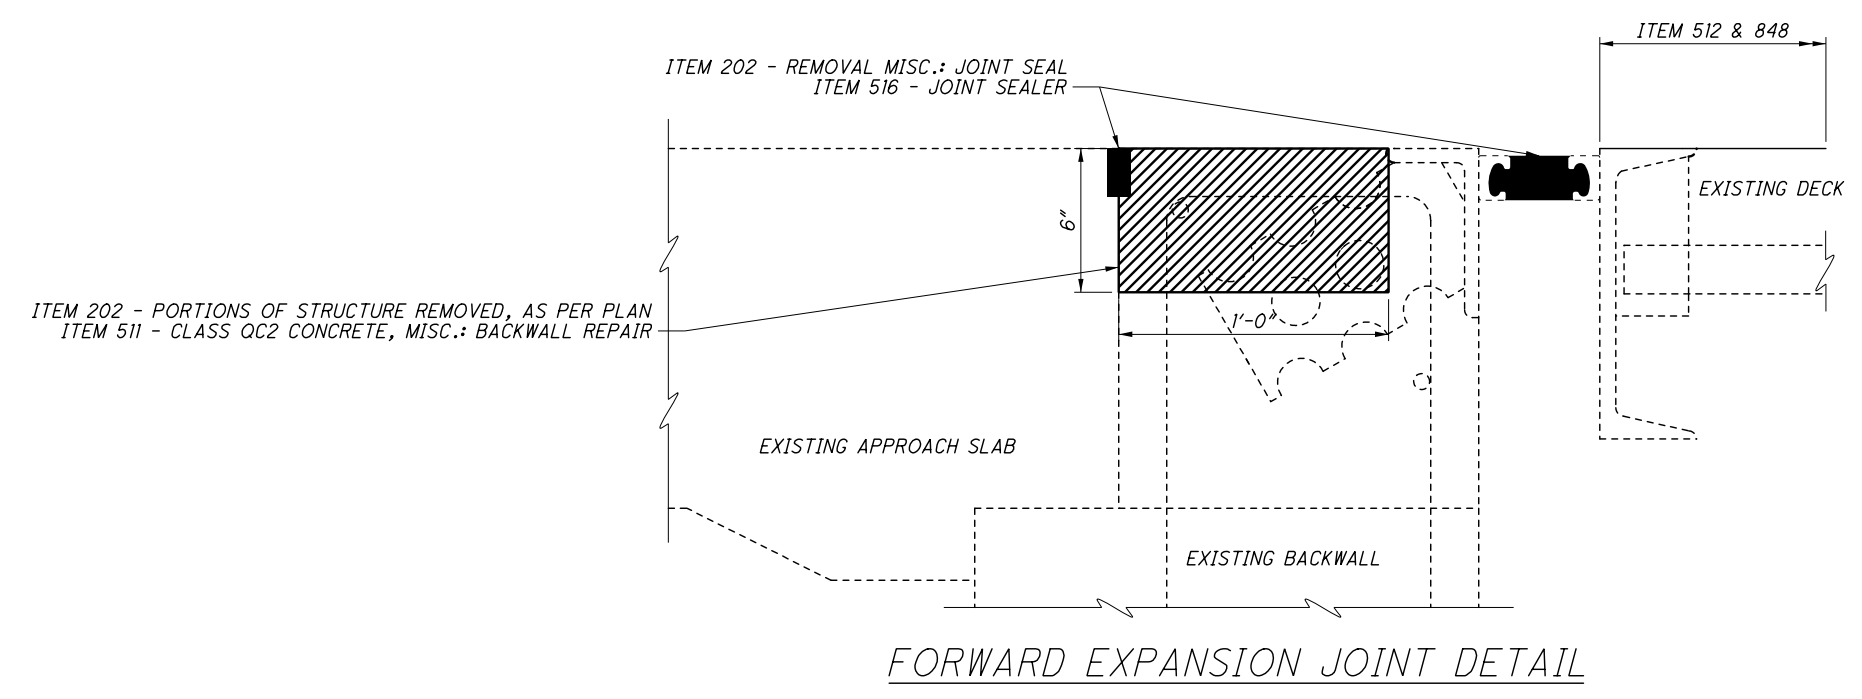 ITEM 512 & 848
ITEM 202 - REMOVAL MISC.: JOINT SEAL
ITEM 516 - JOINT SEALER
EXISTING DECK
6"
ITEM 202 - PORTIONS OF STRUCTURE REMOVED, AS PER PLAN
ITEM 511 - CLASS QC2 CONCRETE, MISC.: BACKWALL REPAIR
1'-0"
EXISTING APPROACH SLAB
EXISTING BACKWALL
FORWARD EXPANSION JOINT DETAIL